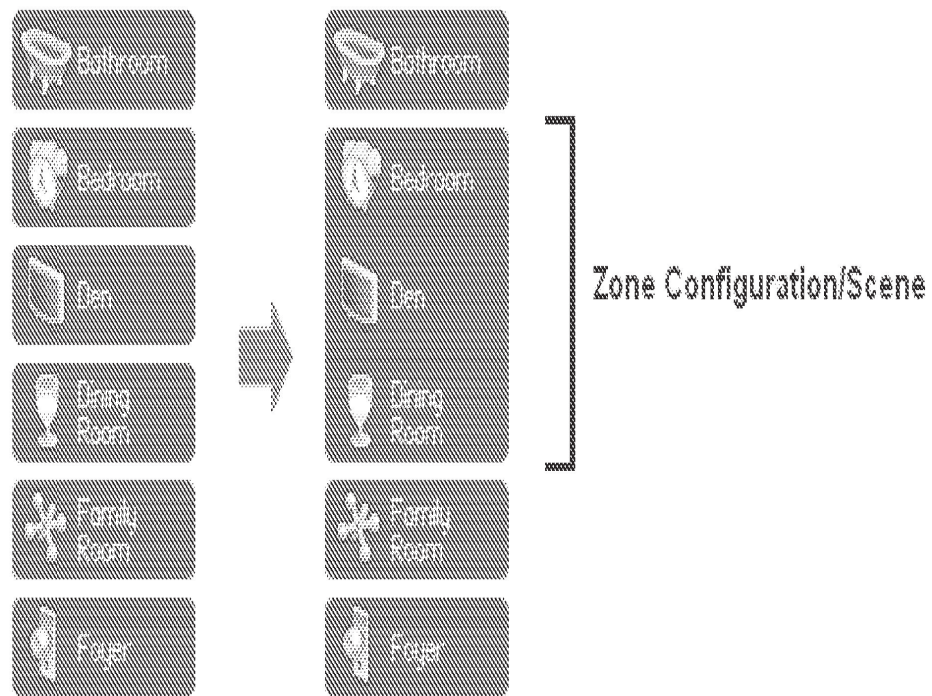 Bathroom
Bedroom
Den
Dining
Room
Family
Room
Foyer
Bathroom
Bedroom
Den
Dining
Room
Family
Room
Foyer
Zone Configuration/Scene